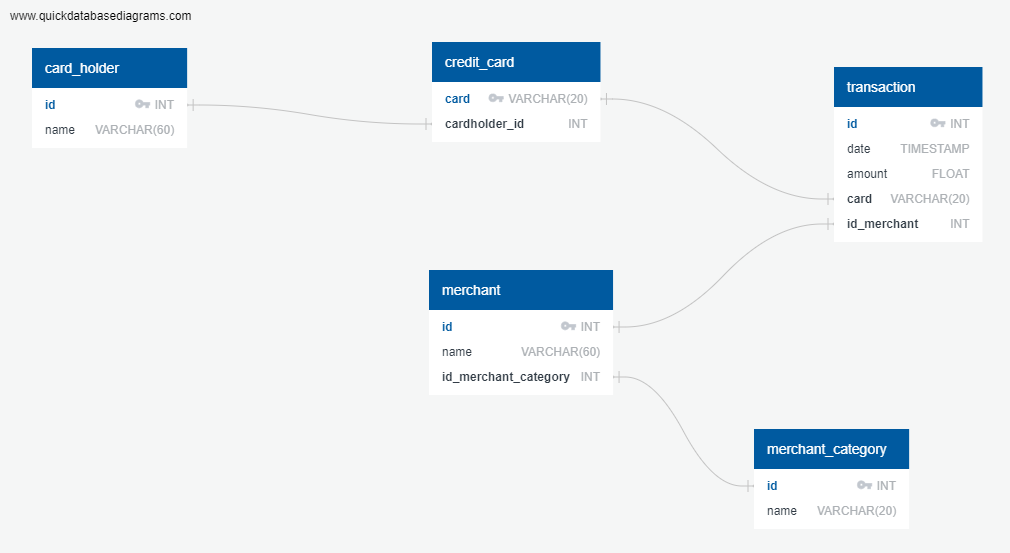 www.quickdatabasediagrams.com
card_holder
id INT
name VARCHAR(60)
credit_card
card VARCHAR(20)
cardholder_id INT
transaction
id INT
date TIMESTAMP
amount FLOAT
card VARCHAR(20)
id_merchant INT
merchant
id INT
name VARCHAR(60)
id_merchant_category INT
merchant_category
id INT
name VARCHAR(20)